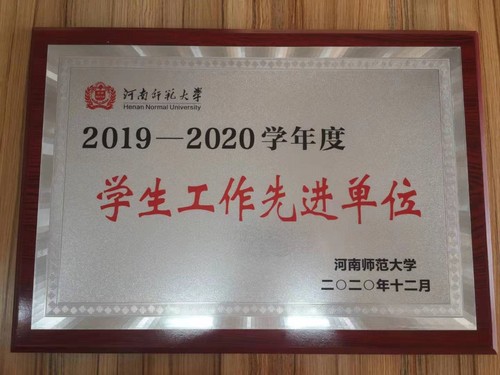 河南师范大学
Henan Normal University
2019—2020学年度
学生工作先进单位
河南师范大学
二〇二〇年十二月